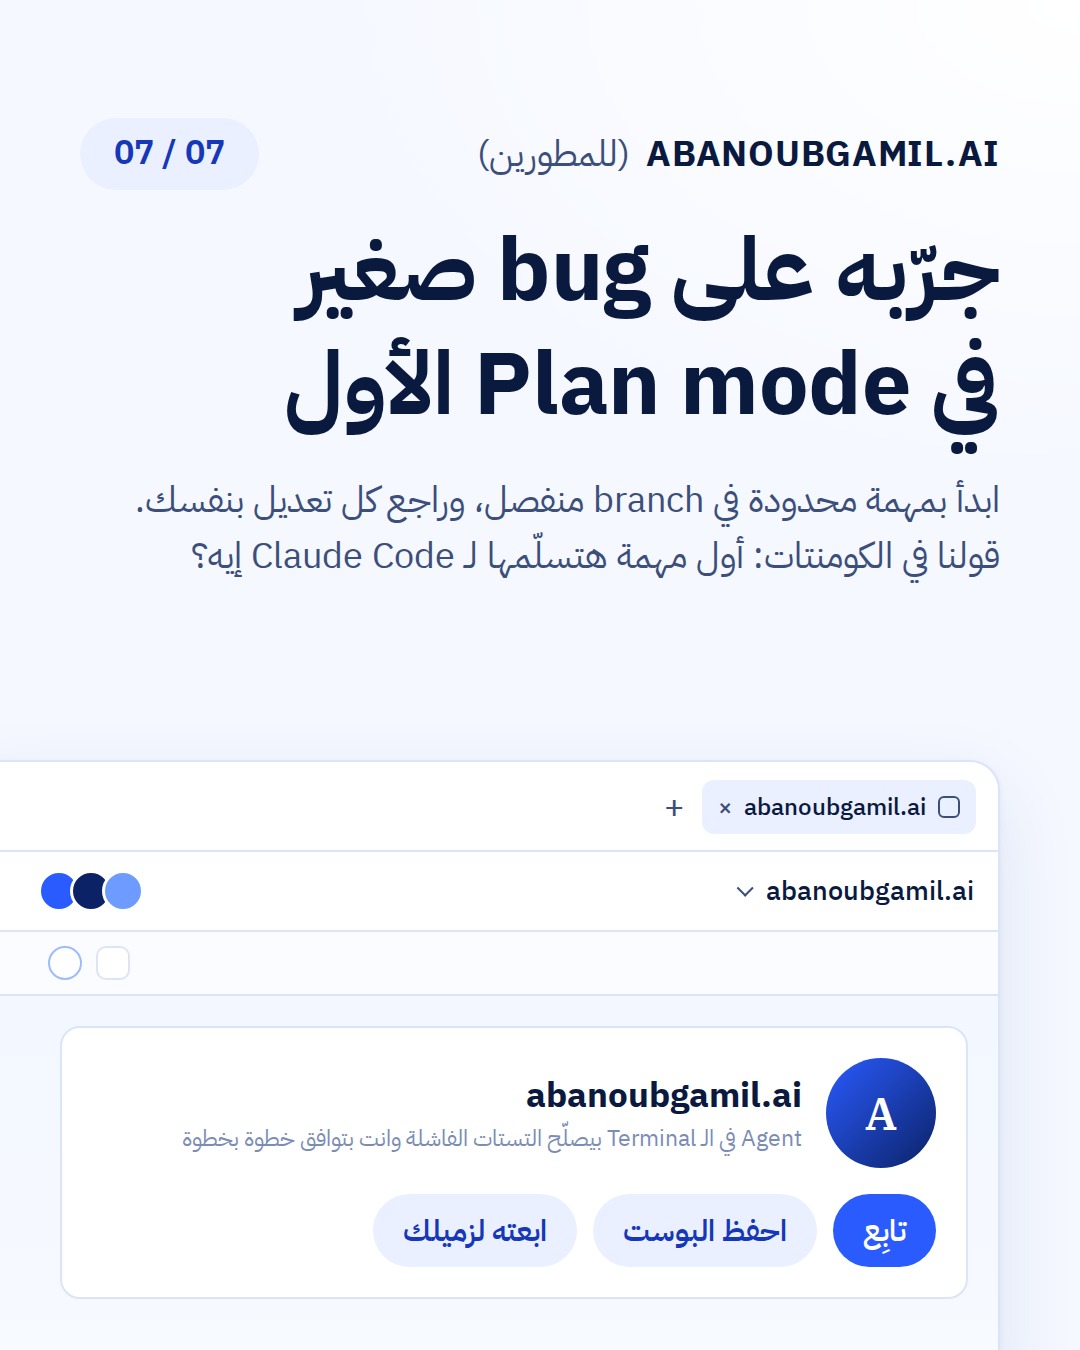 ABANOUBGAMIL.AI (للمطورين)
07 / 07
جرّبه على bug صغير
في Plan mode الأول
ابدأ بمهمة محدودة في branch منفصل، وراجع كل تعديل بنفسك.
قولنا في الكومنتات: أول مهمة هتسلّمها لـ Claude Code إيه؟
abanoubgamil.ai × +
abanoubgamil.ai
A
abanoubgamil.ai
Agent في الـ Terminal بيصلّح التستات الفاشلة وانت بتوافق خطوة بخطوة
تابِع
احفظ البوست
ابعته لزميلك